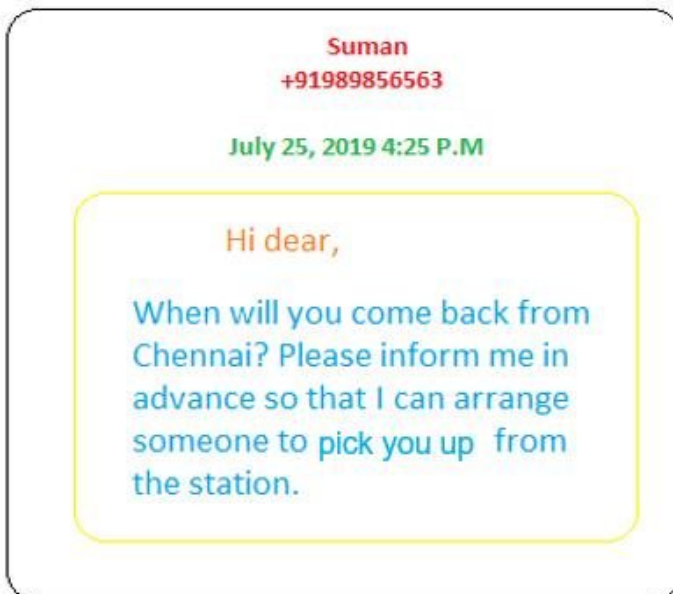 Suman
+91989856563
July 25, 2019 4:25 P.M
Hi dear,
When will you come back from
Chennai? Please inform me in
advance so that I can arrange
someone to pick you up from
the station.